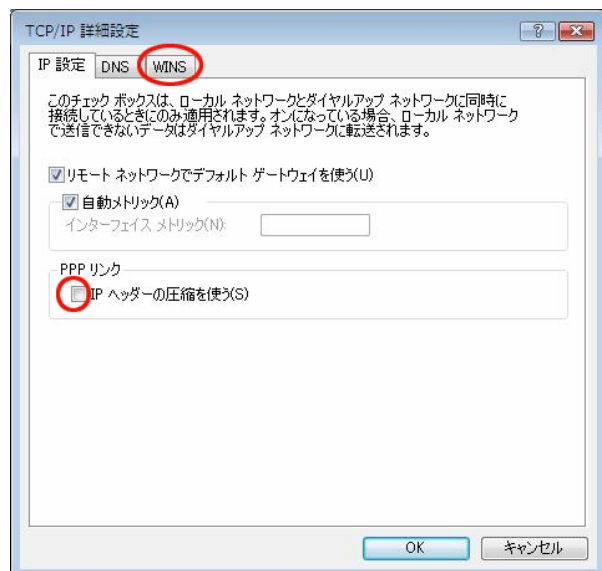 TCP/IP 詳細設定
IP 設定 DNS WINS
このチェック ボックスは、ローカル ネットワークとダイヤルアップ ネットワークに同時に
接続しているときにのみ適用されます。オンになっている場合、ローカル ネットワーク
で送信できないデータはダイヤルアップ ネットワークに転送されます。
リモート ネットワークでデフォルト ゲートウェイを使う(U)
自動メトリック(A)
インターフェイス メトリック(N):
PPP リンク
IP ヘッダーの圧縮を使う(S)
OK キャンセル